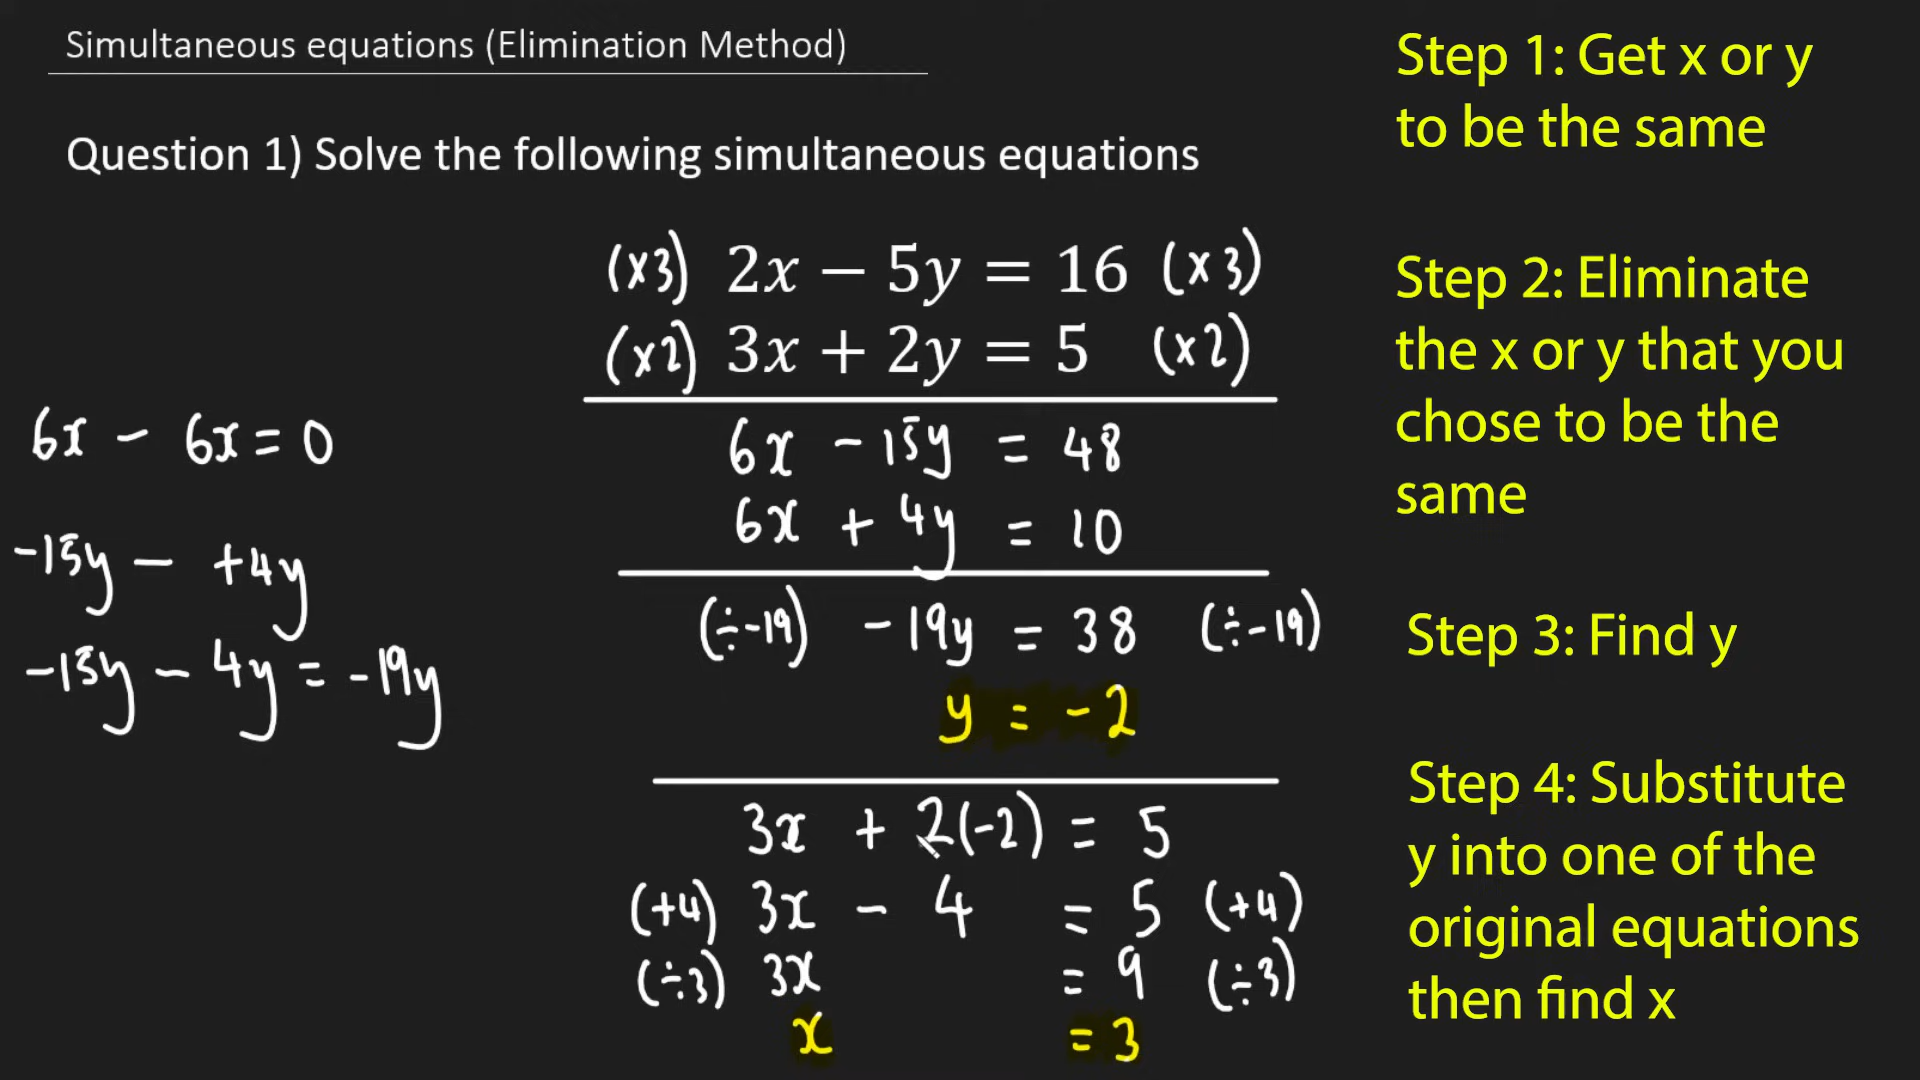 Simultaneous equations (Elimination Method)
Question 1) Solve the following simultaneous equations
(×3) 2x − 5y = 16 (×3)
(×2) 3x + 2y = 5 (×2)
6x − 15y = 48
6x + 4y = 10
(÷-19) -19y = 38 (÷-19)
y = -2
3x + 2(-2) = 5
(+4) 3x - 4 = 5 (+4)
(÷3) 3x = 9 (÷3)
x = 3
6x - 6x = 0
-15y - +4y
-15y - 4y = -19y
Step 1: Get x or y
to be the same
Step 2: Eliminate
the x or y that you
chose to be the
same
Step 3: Find y
Step 4: Substitute
y into one of the
original equations
then find x